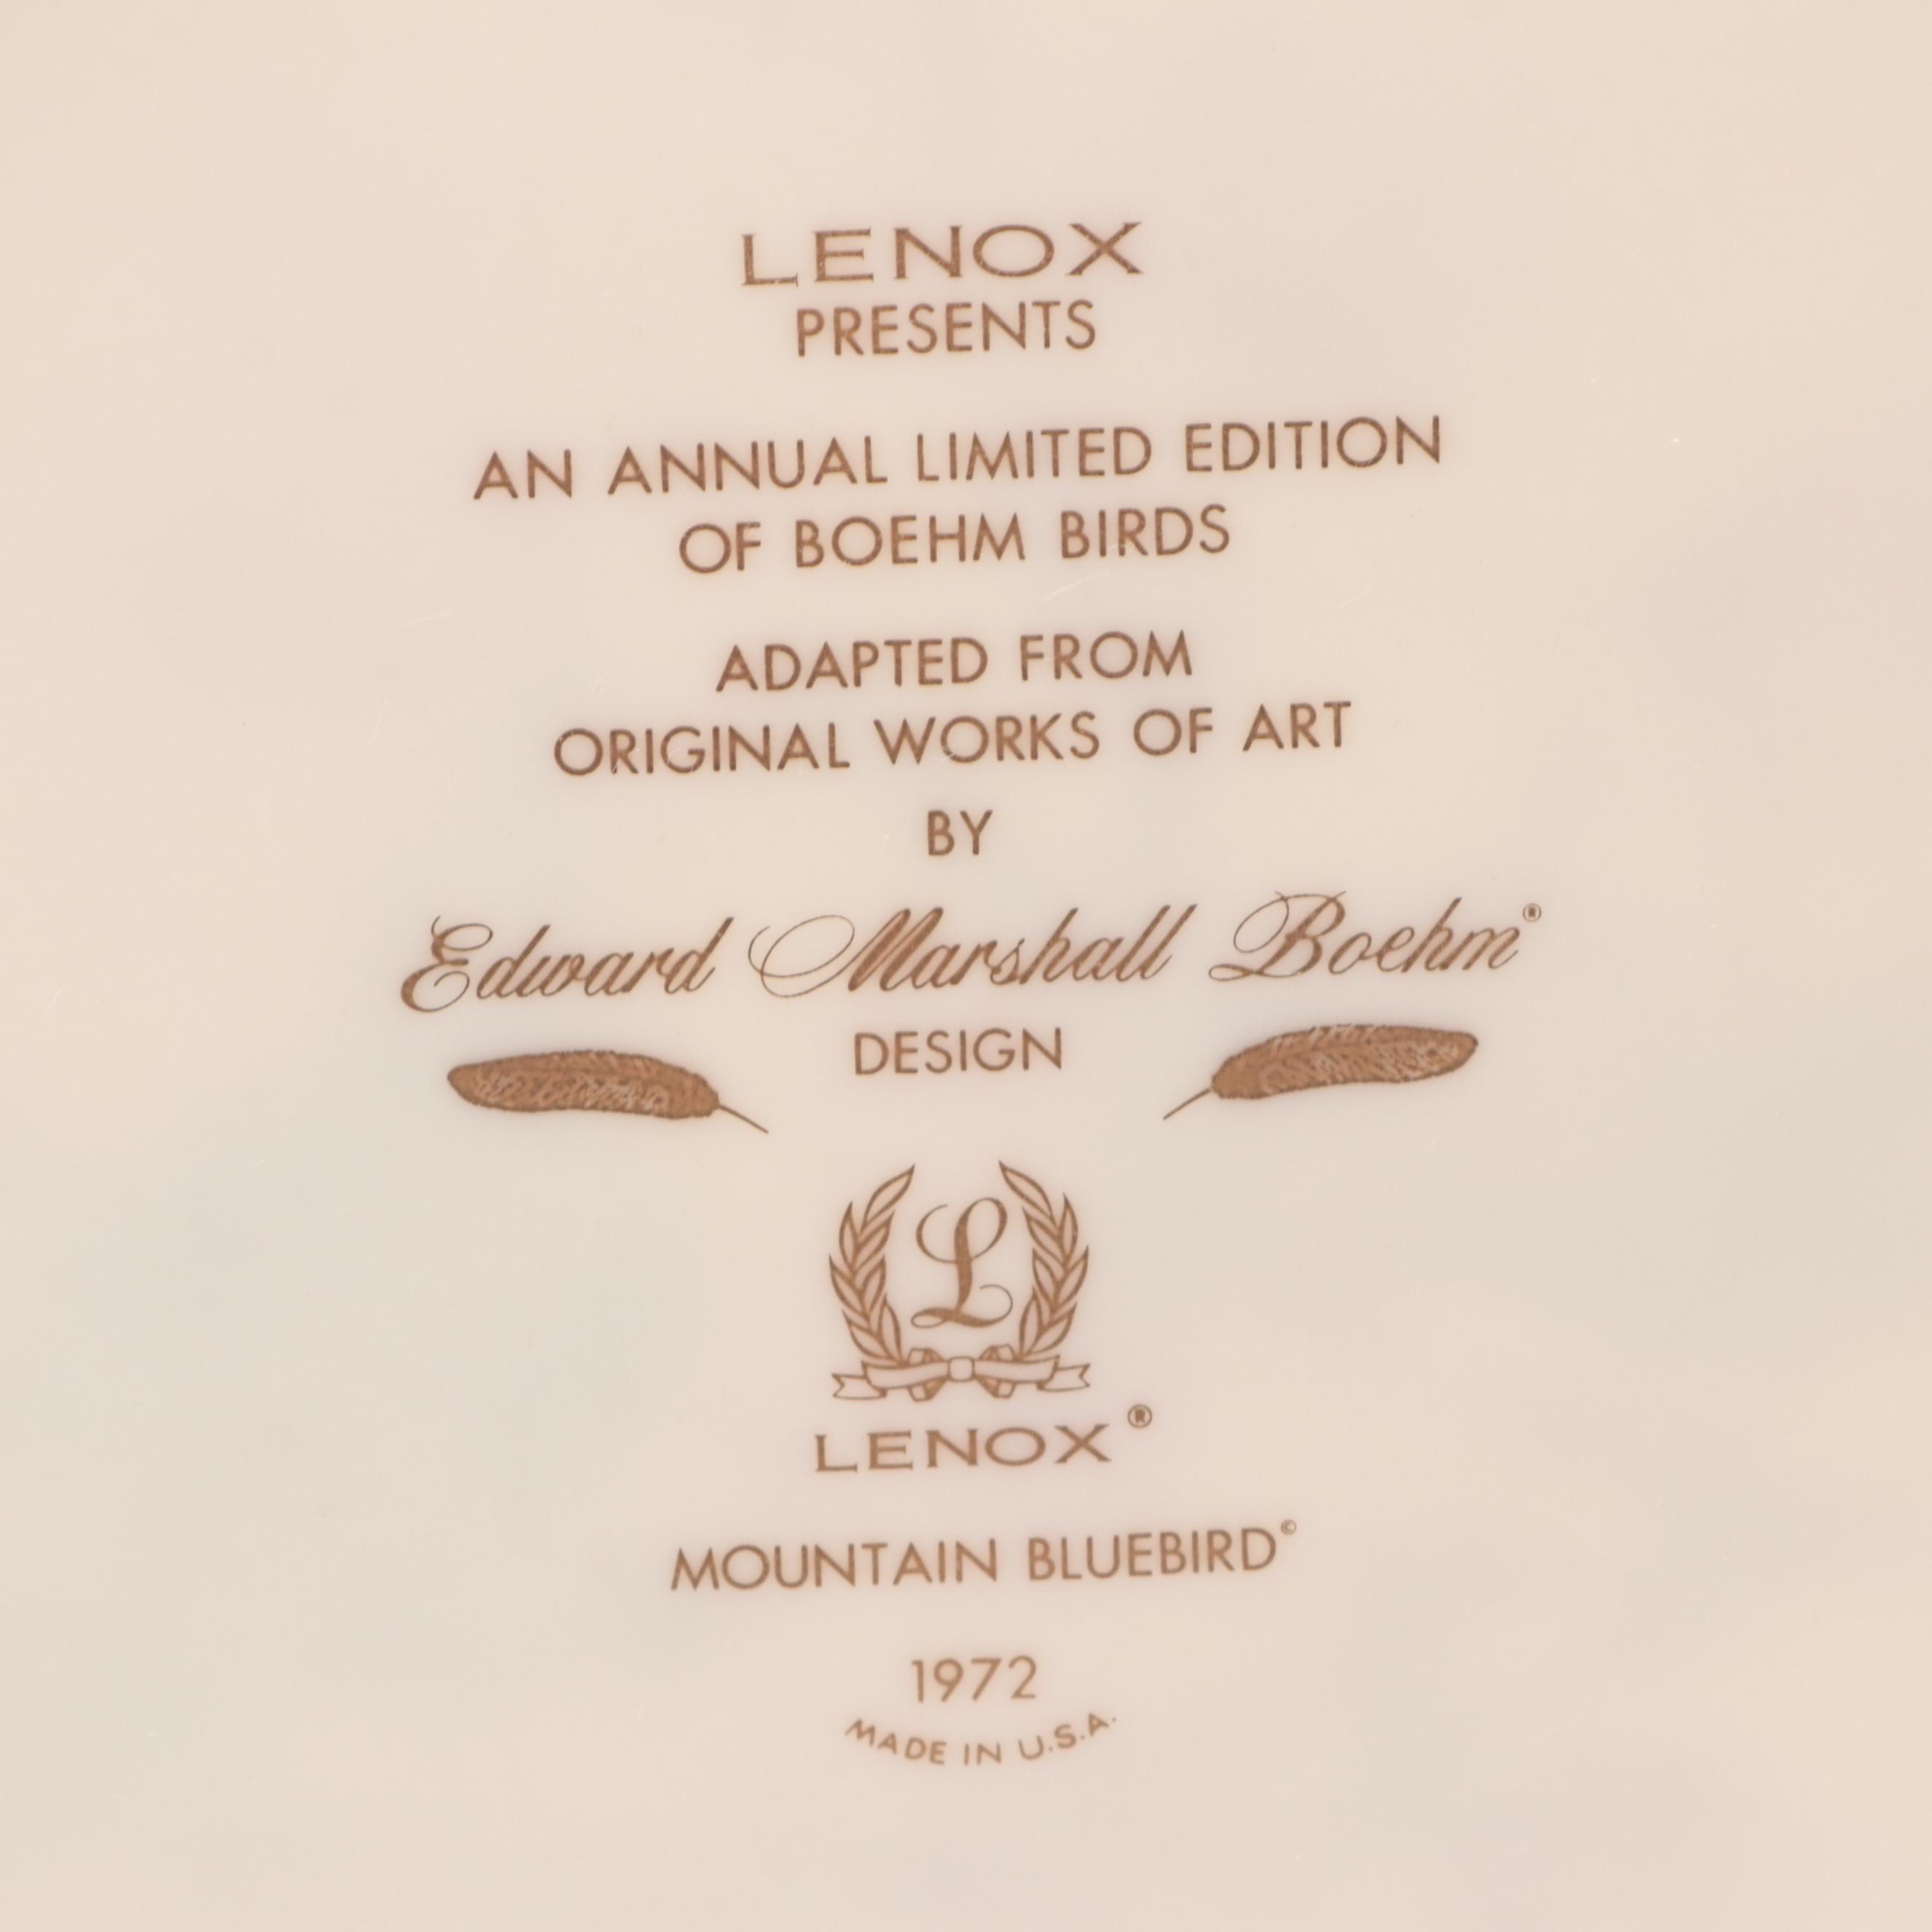 LENOX
PRESENTS
AN ANNUAL LIMITED EDITION
OF BOEHM BIRDS
ADAPTED FROM
ORIGINAL WORKS OF ART
BY
Edward Marshall Boehm®
DESIGN
L
LENOX®
MOUNTAIN BLUEBIRD©
1972
MADE IN U.S.A.